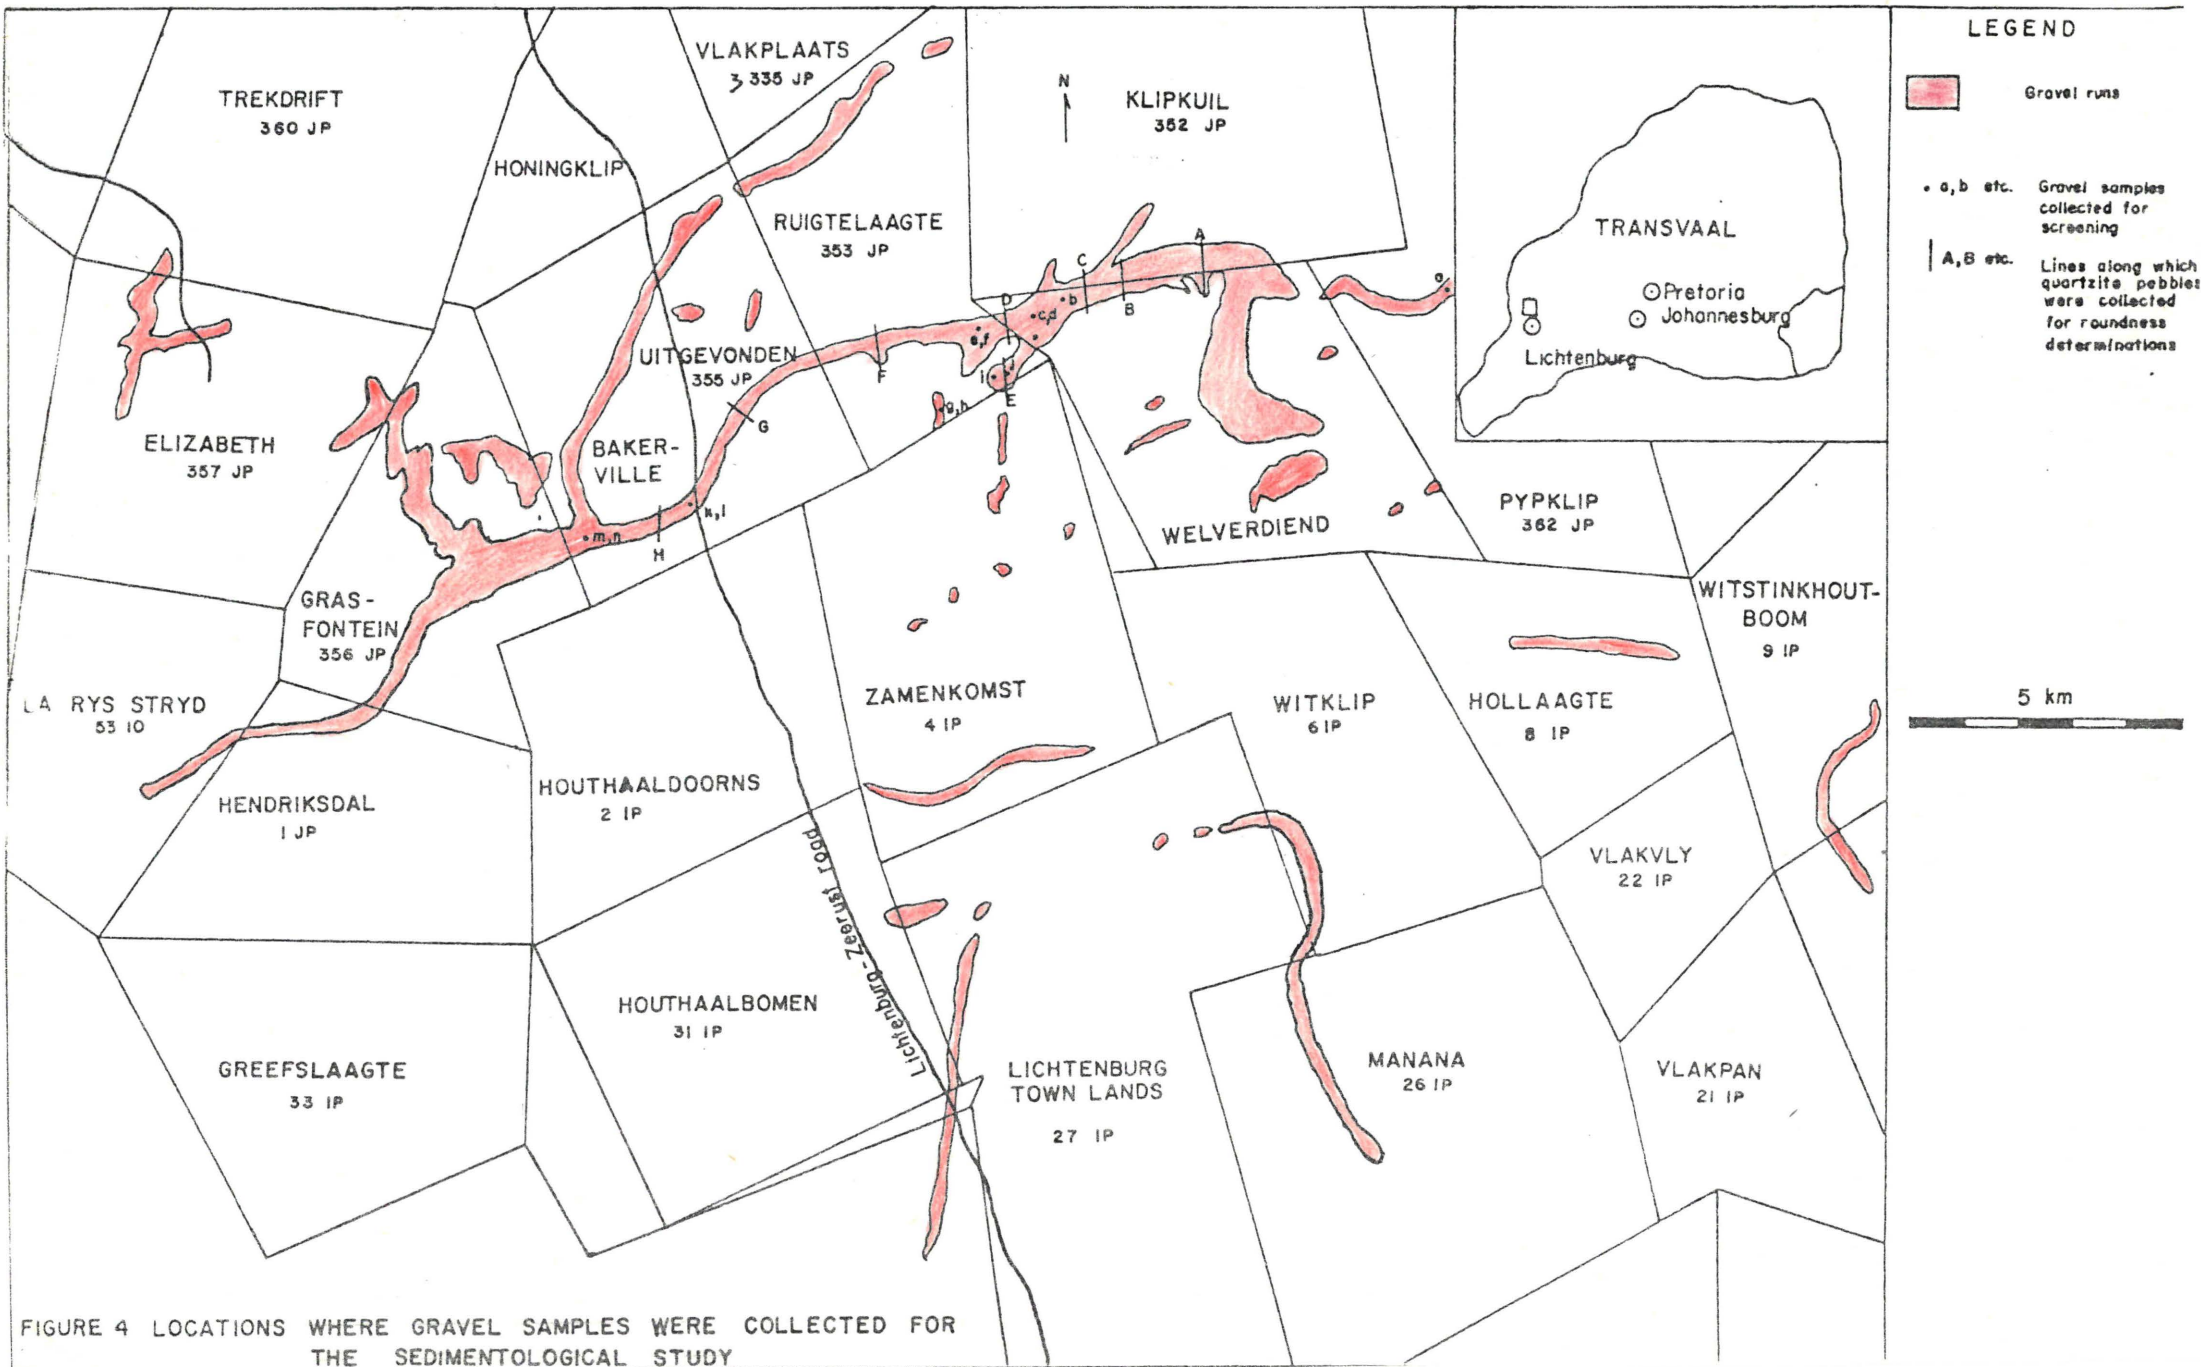 VLAKPLAATS
335 JP
TREKDRIFT
360 JP
HONINGKLIP
N
KLIPKUIL
352 JP
RUIGTELAAGTE
353 JP
A
C
B
D
b
c,d
e,f
i
J
E
F
g,h
a
UITGEVONDEN
355 JP
G
ELIZABETH
357 JP
BAKER-
VILLE
k,l
m,n
H
WELVERDIEND
PYPKLIP
362 JP
GRAS-
FONTEIN
356 JP
WITSTINKHOUT-
BOOM
9 IP
LA RYS STRYD
53 IO
ZAMENKOMST
4 IP
WITKLIP
6 IP
HOLLAAGTE
8 IP
HENDRIKSDAL
1 JP
HOUTHAALDOORNS
2 IP
VLAKVLY
22 IP
Lichtenburg-Zeerust road
HOUTHAALBOMEN
31 IP
GREEFSLAAGTE
33 IP
LICHTENBURG
TOWN LANDS
27 IP
MANANA
26 IP
VLAKPAN
21 IP
TRANSVAAL
Pretoria
Johannesburg
Lichtenburg
LEGEND
Gravel runs
a,b etc. Gravel samples
collected for
screening
A,B etc. Lines along which
quartzite pebbles
were collected
for roundness
determinations
5 km
FIGURE 4 LOCATIONS WHERE GRAVEL SAMPLES WERE COLLECTED FOR
THE SEDIMENTOLOGICAL STUDY